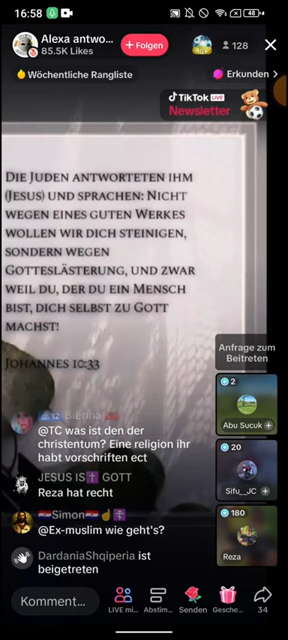 16:58
48
Alexa antwo...
85.5K Likes
+ Folgen
128
Wöchentliche Rangliste
Erkunden
TikTok LIVE
Newsletter
Die Juden antworteten ihm
(Jesus) und sprachen: Nicht
wegen eines guten Werkes
wollen wir dich steinigen,
sondern wegen
Gotteslästerung, und zwar
weil du, der du ein Mensch
bist, dich selbst zu Gott
machst!
Johannes 10:33
Anfrage zum
Beitreten
2
Abu Sucuk
20
Sifu_JC
180
Reza
12
@TC was ist den der
christentum? Eine religion ihr
habt vorschriften ect
JESUS IS✝️ GOTT
Reza hat recht
Simon
@Ex-muslim wie geht's?
DardaniaShqiperia ist
beigetreten
Komment...
LIVE mi...
Abstim...
Senden
Gesche...
34